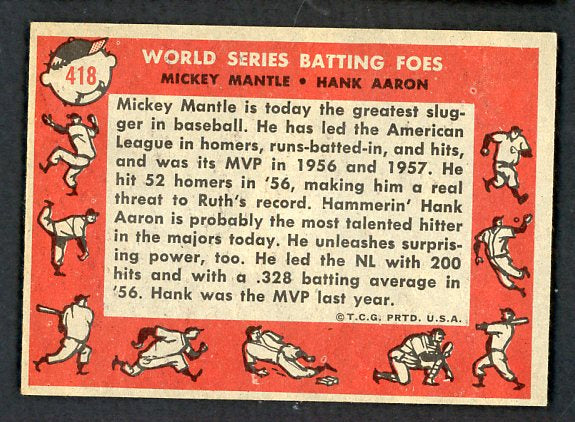 418
WORLD SERIES BATTING FOES
MICKEY MANTLE • HANK AARON
Mickey Mantle is today the greatest slug-
ger in baseball. He has led the American
League in homers, runs-batted-in, and hits,
and was its MVP in 1956 and 1957. He
hit 52 homers in '56, making him a real
threat to Ruth's record. Hammerin' Hank
Aaron is probably the most talented hitter
in the majors today. He unleashes surpris-
ing power, too. He led the NL with 200
hits and with a .328 batting average in
'56. Hank was the MVP last year.
©T.C.G. PRTD. U.S.A.